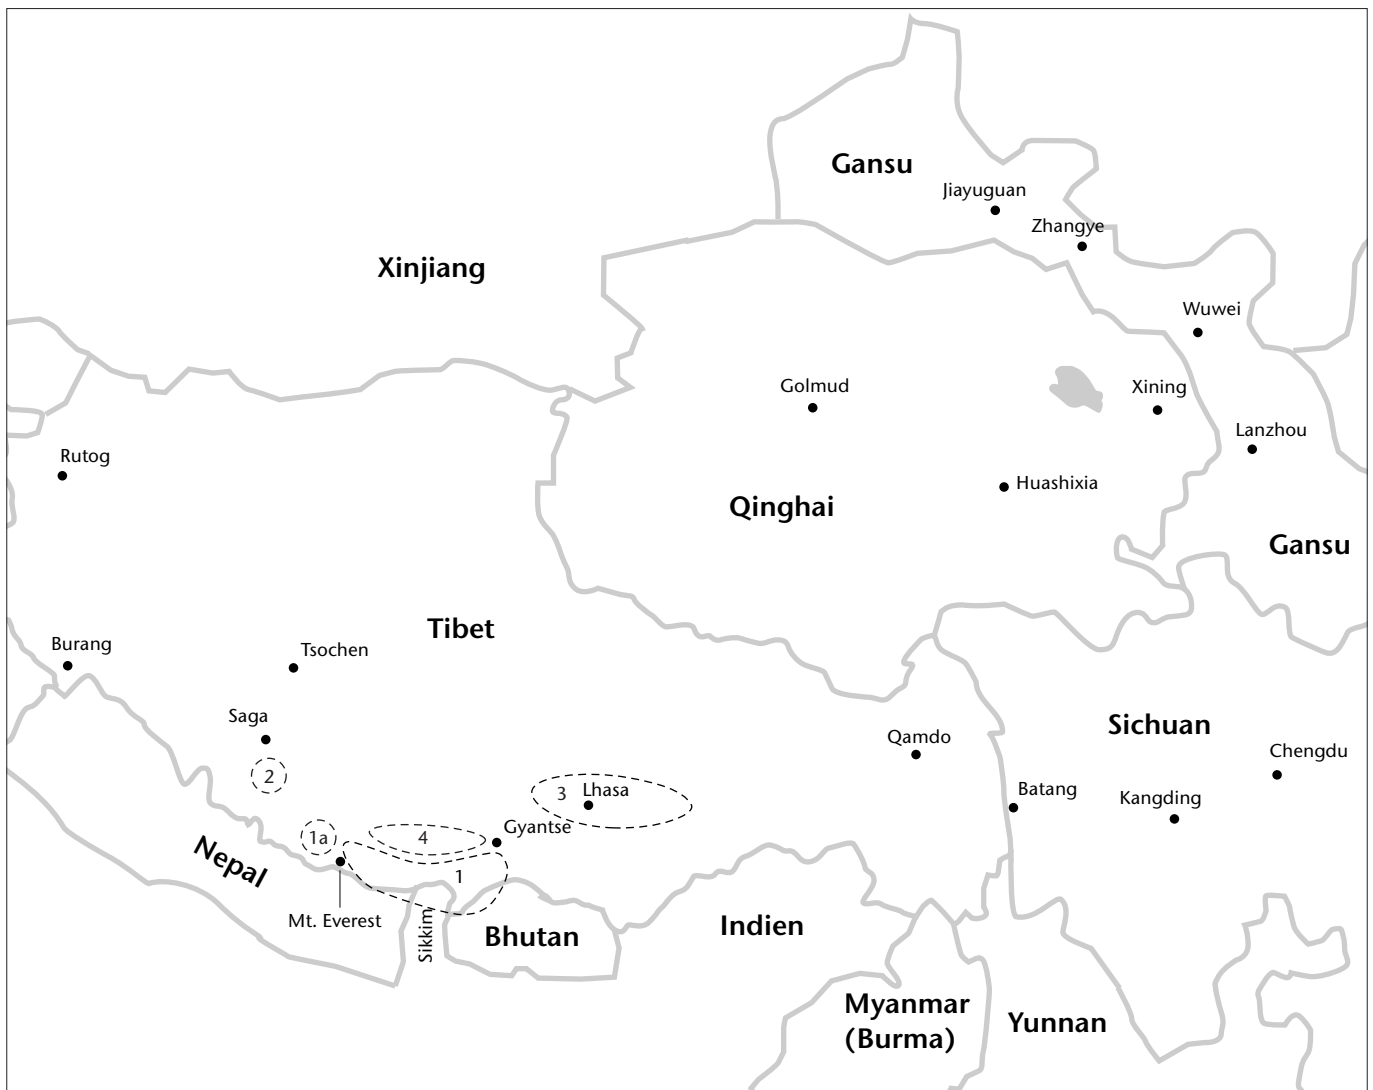 Gansu
Jiayuguan
Zhangye
Xinjiang
Wuwei
Golmud
Xining
Lanzhou
Rutog
Huashixia
Qinghai
Gansu
Tibet
Burang
Tsochen
Saga
Sichuan
Qamdo
Chengdu
2
Batang
Kangding
3
Lhasa
Gyantse
1a
4
Nepal
1
Mt. Everest
Sikkim
Bhutan
Indien
Myanmar
(Burma)
Yunnan